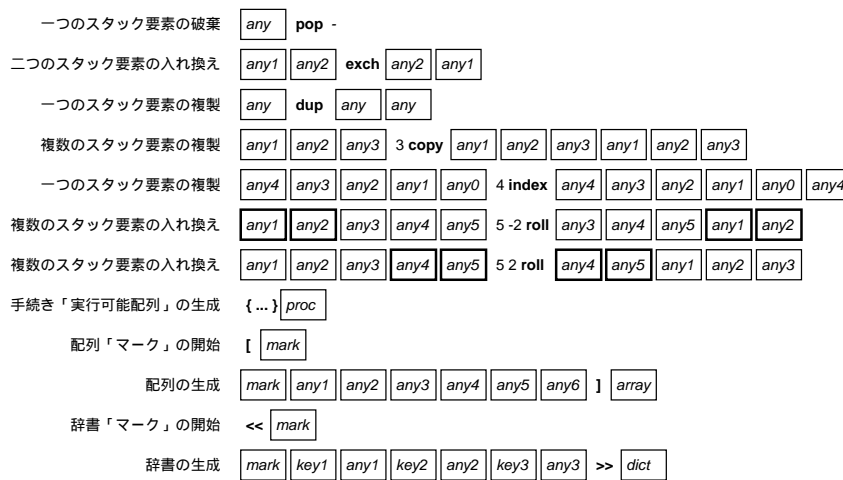 一つのスタック要素の破棄 any pop -
二つのスタック要素の入れ換え any1 any2 exch any2 any1
一つのスタック要素の複製 any dup any any
複数のスタック要素の複製 any1 any2 any3 3 copy any1 any2 any3 any1 any2 any3
一つのスタック要素の複製 any4 any3 any2 any1 any0 4 index any4 any3 any2 any1 any0 any4
複数のスタック要素の入れ換え any1 any2 any3 any4 any5 5 -2 roll any3 any4 any5 any1 any2
複数のスタック要素の入れ換え any1 any2 any3 any4 any5 5 2 roll any4 any5 any1 any2 any3
手続き「実行可能配列」の生成 { ... } proc
配列「マーク」の開始 [ mark
配列の生成 mark any1 any2 any3 any4 any5 any6 ] array
辞書「マーク」の開始 << mark
辞書の生成 mark key1 any1 key2 any2 key3 any3 >> dict